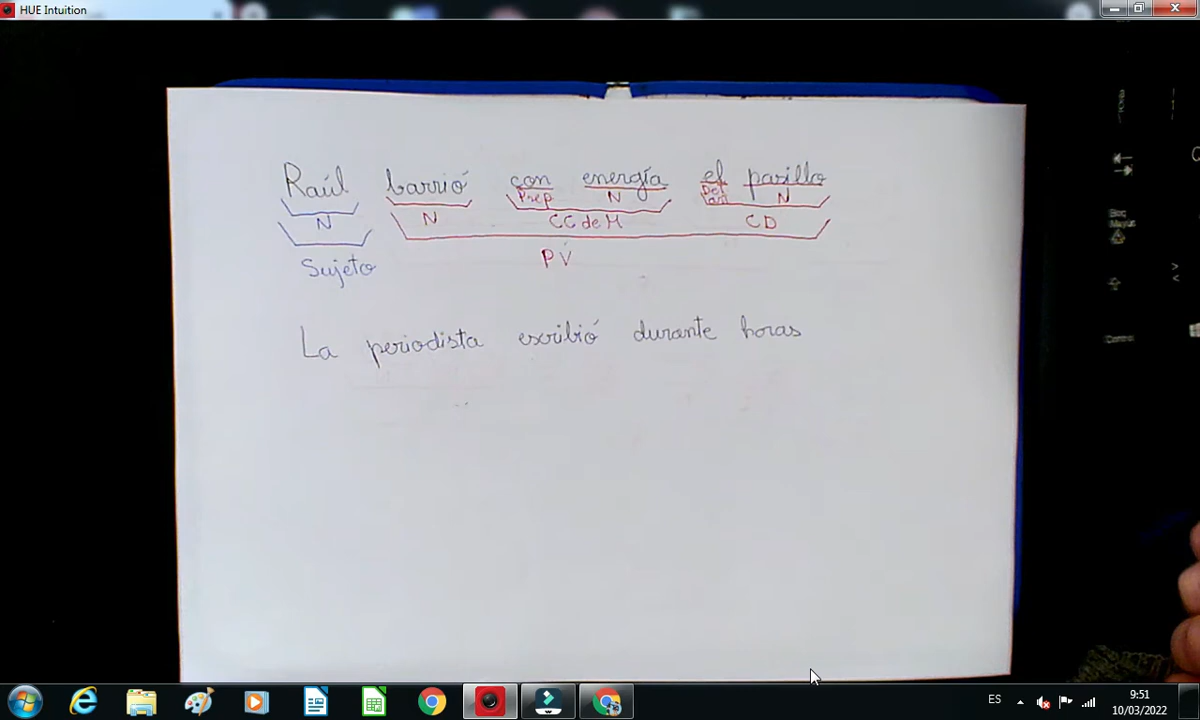 HUE Intuition
Raúl barrió con energía el pasillo
Prep N Det art N
N N CC de M CD
Sujeto PV
La periodista escribió durante horas
ES
9:51
10/03/2022